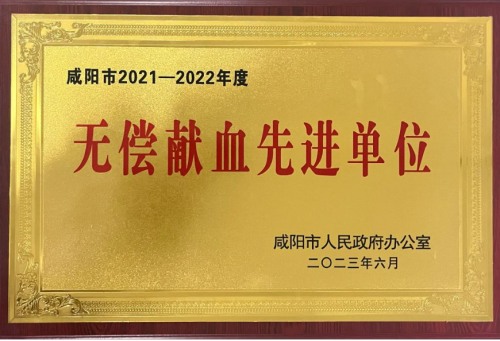 咸阳市2021—2022年度
无偿献血先进单位
咸阳市人民政府办公室
二〇二三年六月